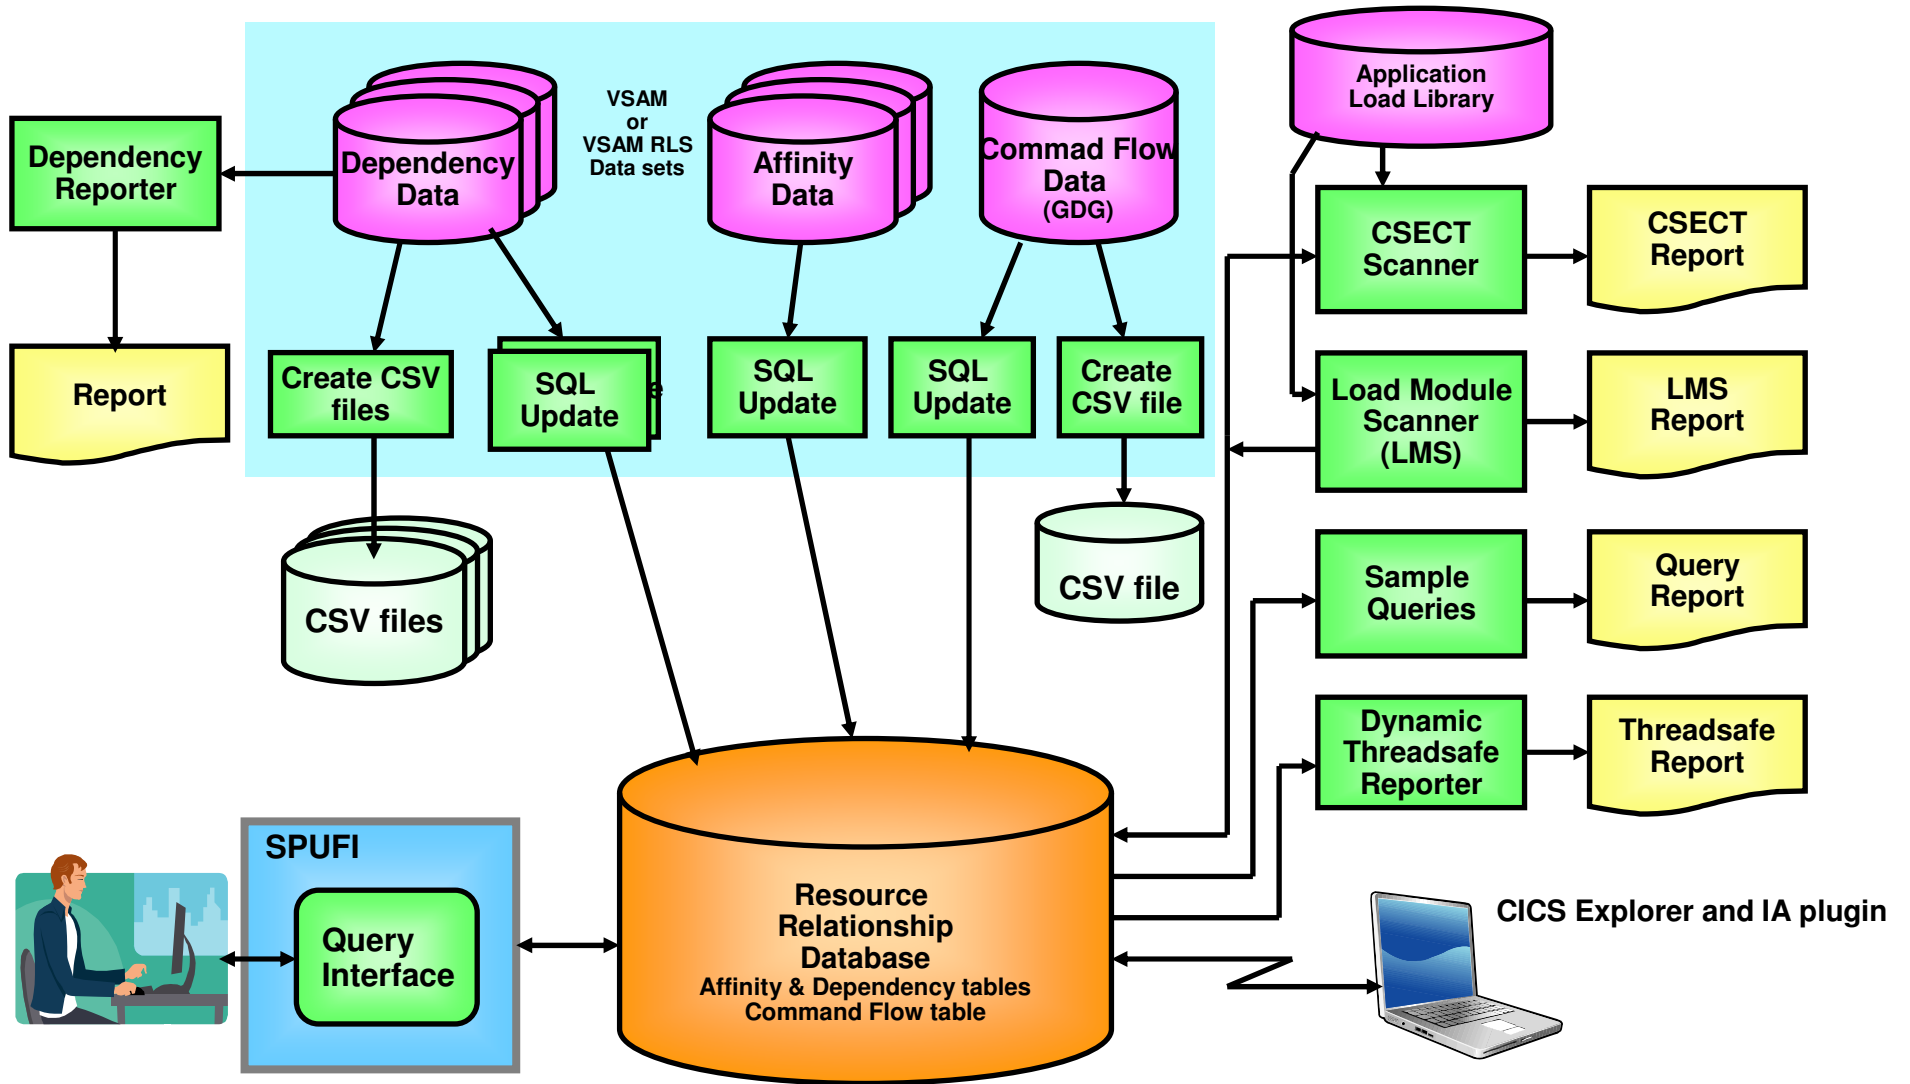 Application
Load Library
VSAM
or
VSAM RLS
Data sets
Dependency
Reporter
Dependency
Data
Affinity
Data
Commad Flow
Data
(GDG)
CSECT
Scanner
CSECT
Report
Report
Create CSV
files
SQL
Update
e
SQL
Update
SQL
Update
Create
CSV file
Load Module
Scanner
(LMS)
LMS
Report
CSV files
CSV file
Sample
Queries
Query
Report
Dynamic
Threadsafe
Reporter
Threadsafe
Report
SPUFI
Query
Interface
Resource
Relationship
Database
Affinity & Dependency tables
Command Flow table
CICS Explorer and IA plugin